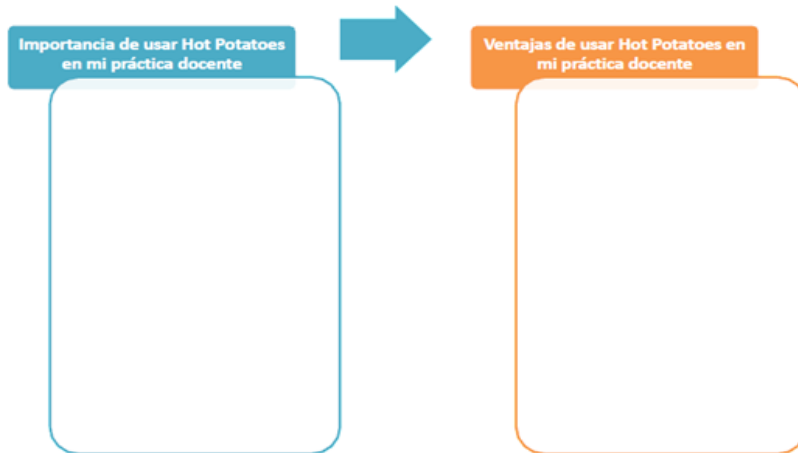 Importancia de usar Hot Potatoes
en mi práctica docente
Ventajas de usar Hot Potatoes en
mi práctica docente